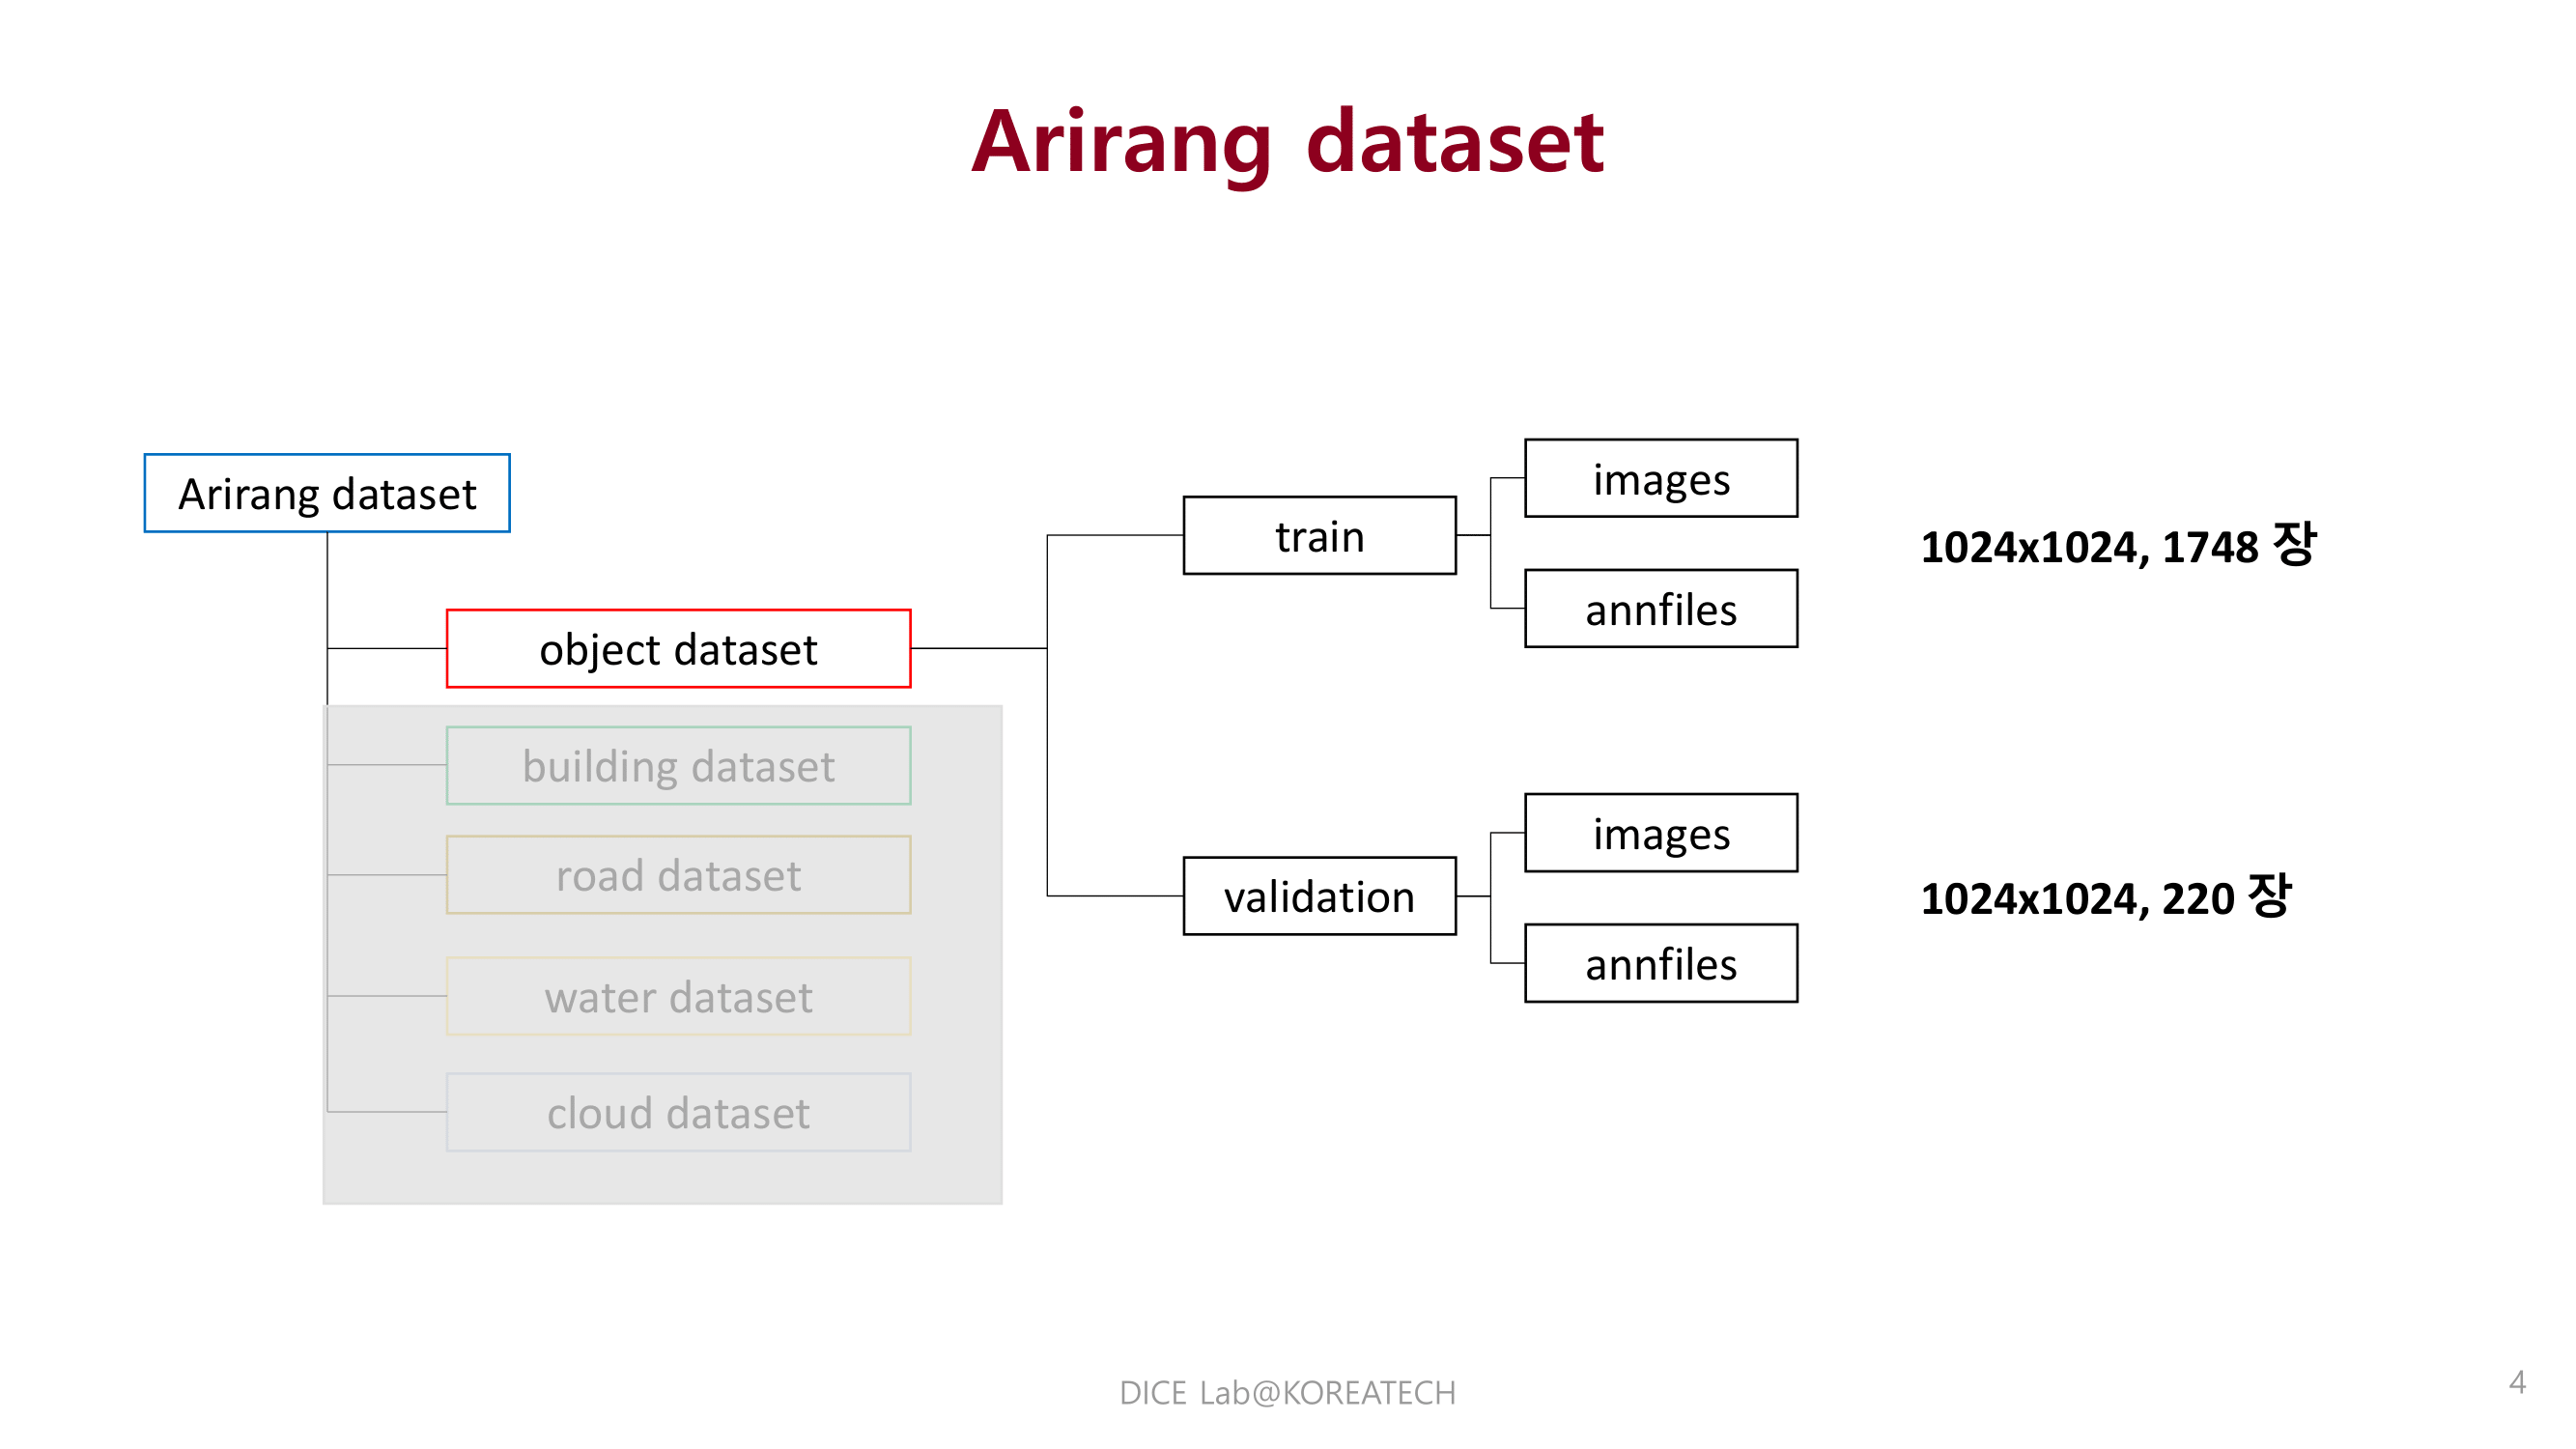 Arirang dataset
Arirang dataset
object dataset
building dataset
road dataset
water dataset
cloud dataset
train
images
annfiles
1024x1024, 1748 장
validation
images
annfiles
1024x1024, 220 장
DICE Lab@KOREATECH
4